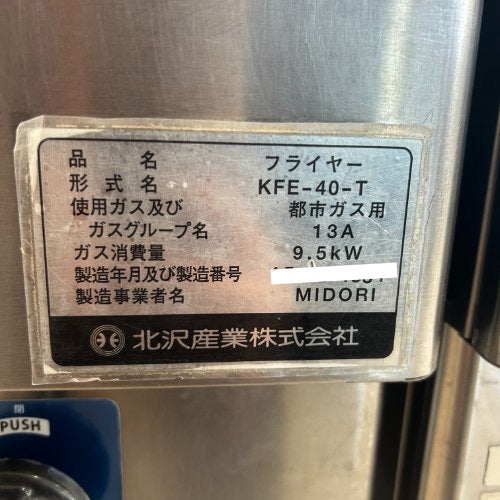 品 名 フライヤー
形 式 名 KFE-40-T
使用ガス及び 都市ガス用
ガスグループ名 13A
ガス消費量 9.5kW
製造年月及び製造番号
製造事業者名 MIDORI
北沢産業株式会社
PUSH